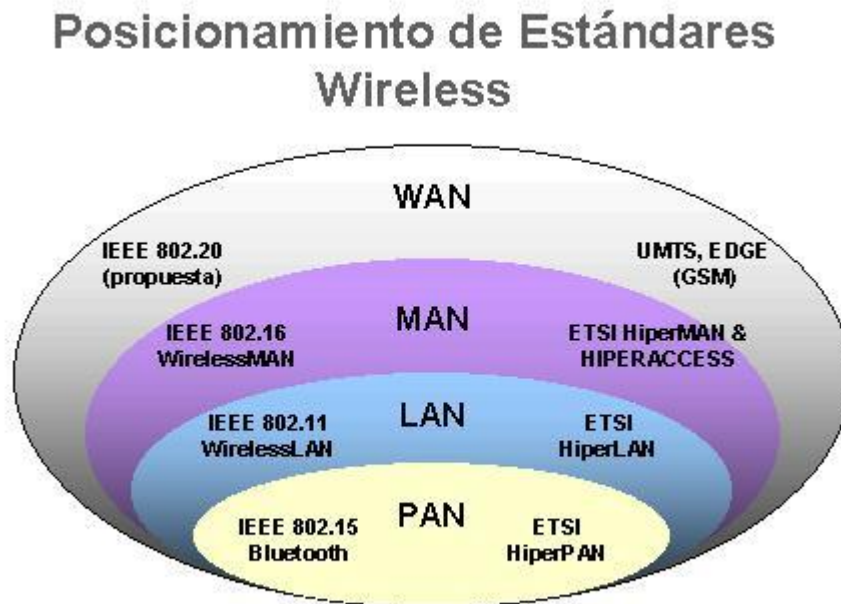 Posicionamiento de Estándares
Wireless
WAN
IEEE 802.20
(propuesta)
UMTS, EDGE
(GSM)
MAN
IEEE 802.16
WirelessMAN
ETSI HiperMAN &
HIPERACCESS
LAN
IEEE 802.11
WirelessLAN
ETSI
HiperLAN
PAN
IEEE 802.15
Bluetooth
ETSI
HiperPAN